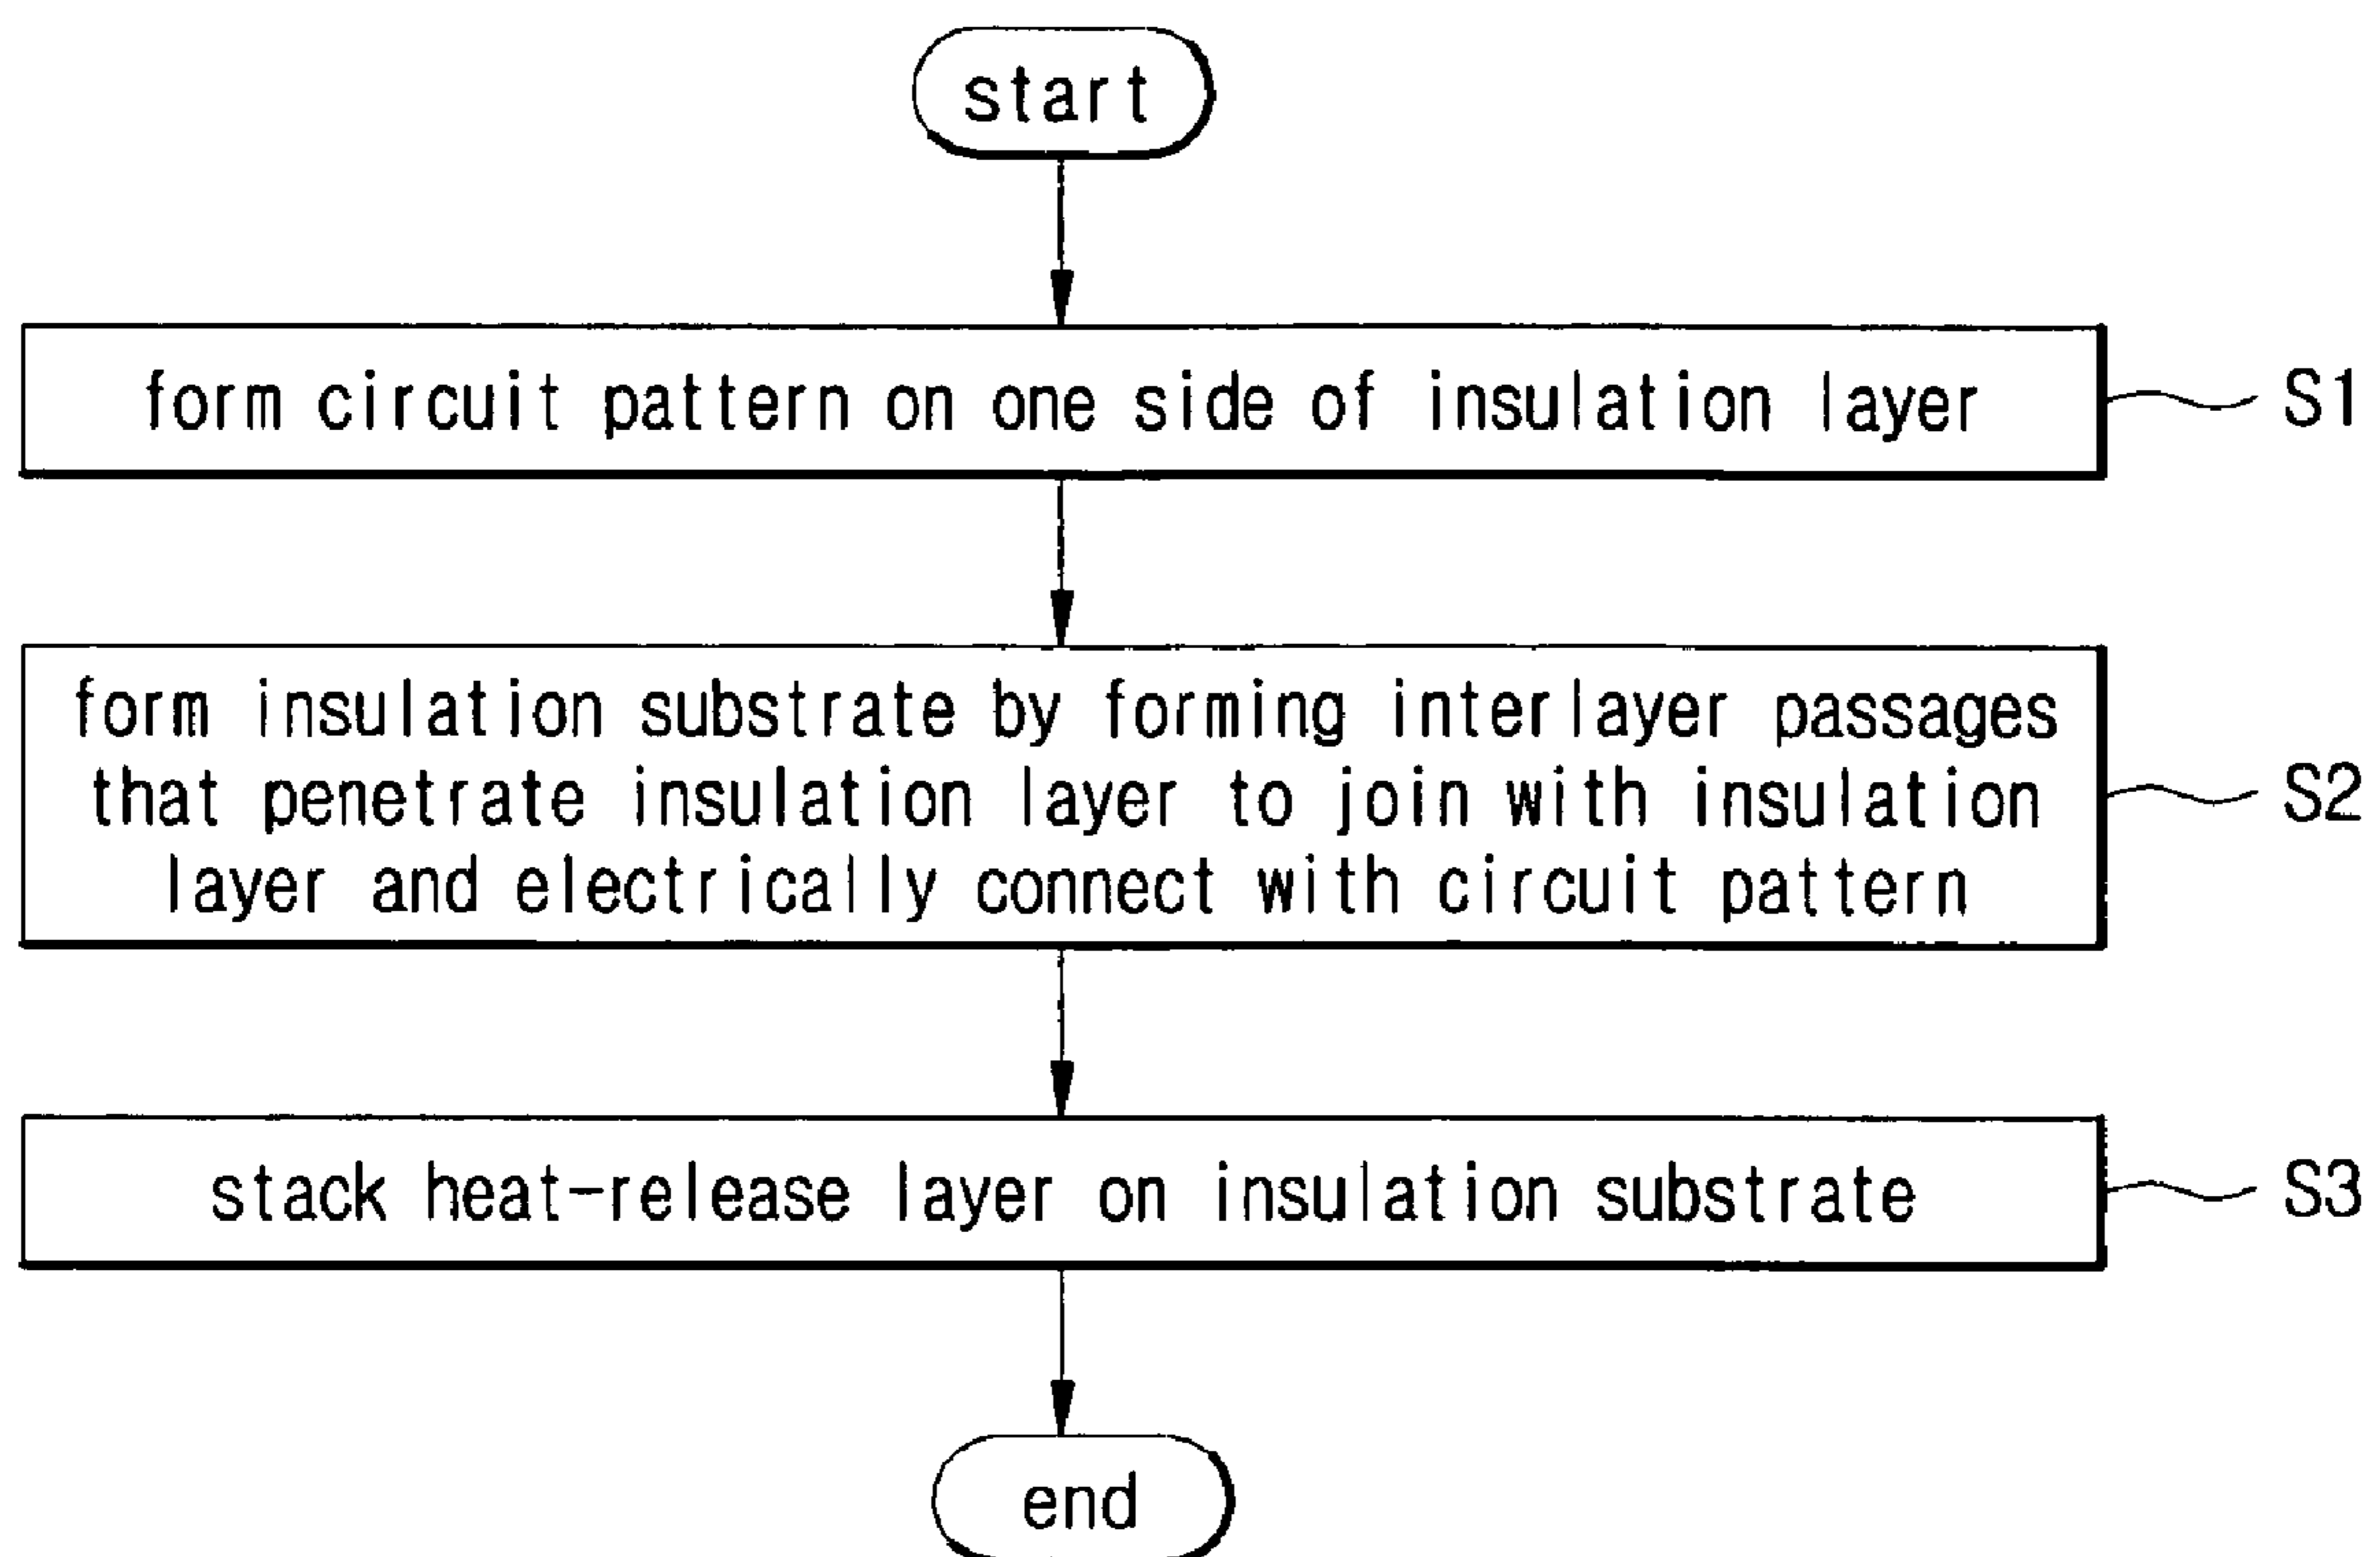 start
form circuit pattern on one side of insulation layer
S1
form insulation substrate by forming interlayer passages
that penetrate insulation layer to join with insulation
S2
layer and electrically connect with circuit pattern
stack heat-release layer on insulation substrate
S3
end